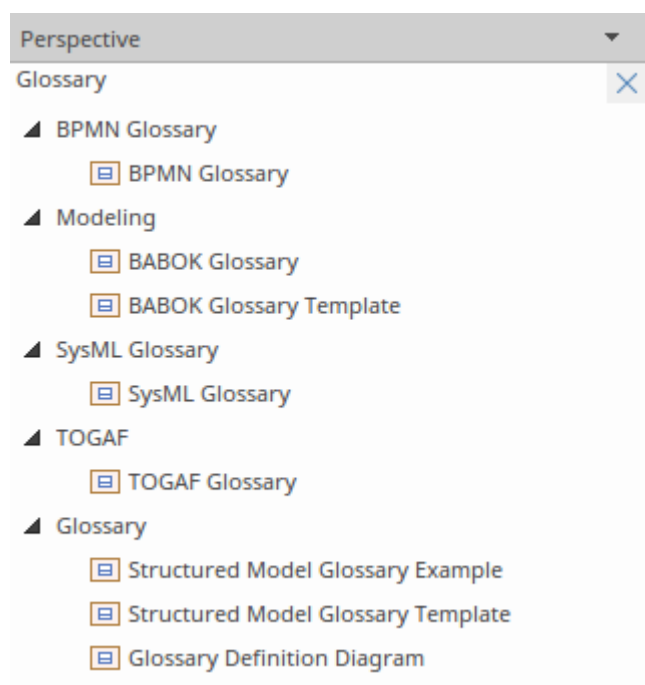 Perspective
Glossary
BPMN Glossary
BPMN Glossary
Modeling
BABOK Glossary
BABOK Glossary Template
SysML Glossary
SysML Glossary
TOGAF
TOGAF Glossary
Glossary
Structured Model Glossary Example
Structured Model Glossary Template
Glossary Definition Diagram